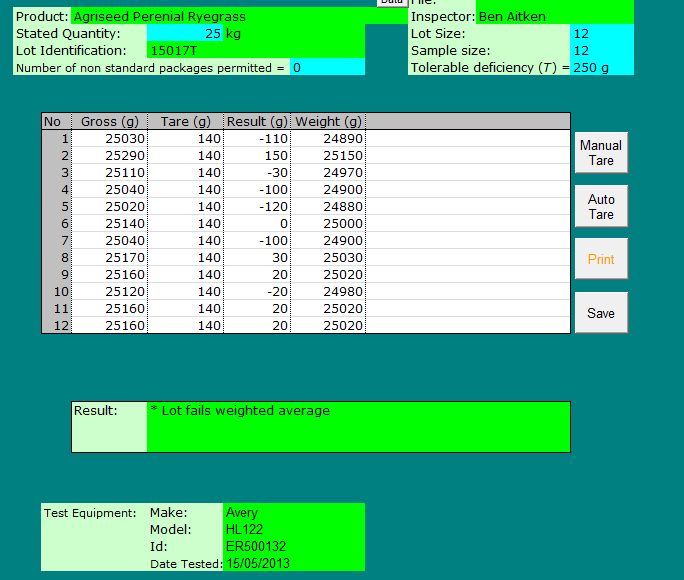 Data File:
Product: Agriseed Perenial Ryegrass Inspector: Ben Aitken
Stated Quantity: 25 kg Lot Size: 12
Lot Identification: 15017T Sample size: 12
Number of non standard packages permitted = 0 Tolerable deficiency (T) = 250 g
No Gross (g) Tare (g) Result (g) Weight (g)
1 25030 140 -110 24890
2 25290 140 150 25150
3 25110 140 -30 24970
4 25040 140 -100 24900
5 25020 140 -120 24880
6 25140 140 0 25000
7 25040 140 -100 24900
8 25170 140 30 25030
9 25160 140 20 25020
10 25120 140 -20 24980
11 25160 140 20 25020
12 25160 140 20 25020
Manual
Tare
Auto
Tare
Print
Save
Result: * Lot fails weighted average
Test Equipment: Make: Avery
Model: HL122
Id: ER500132
Date Tested: 15/05/2013